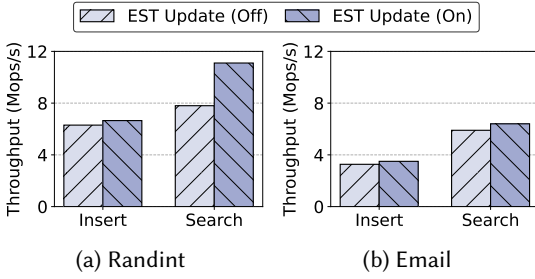 EST Update (Off) EST Update (On)
Throughput (Mops/s)
12
8
4
0
Insert Search
(a) Randint
Throughput (Mops/s)
12
8
4
0
Insert Search
(b) Email